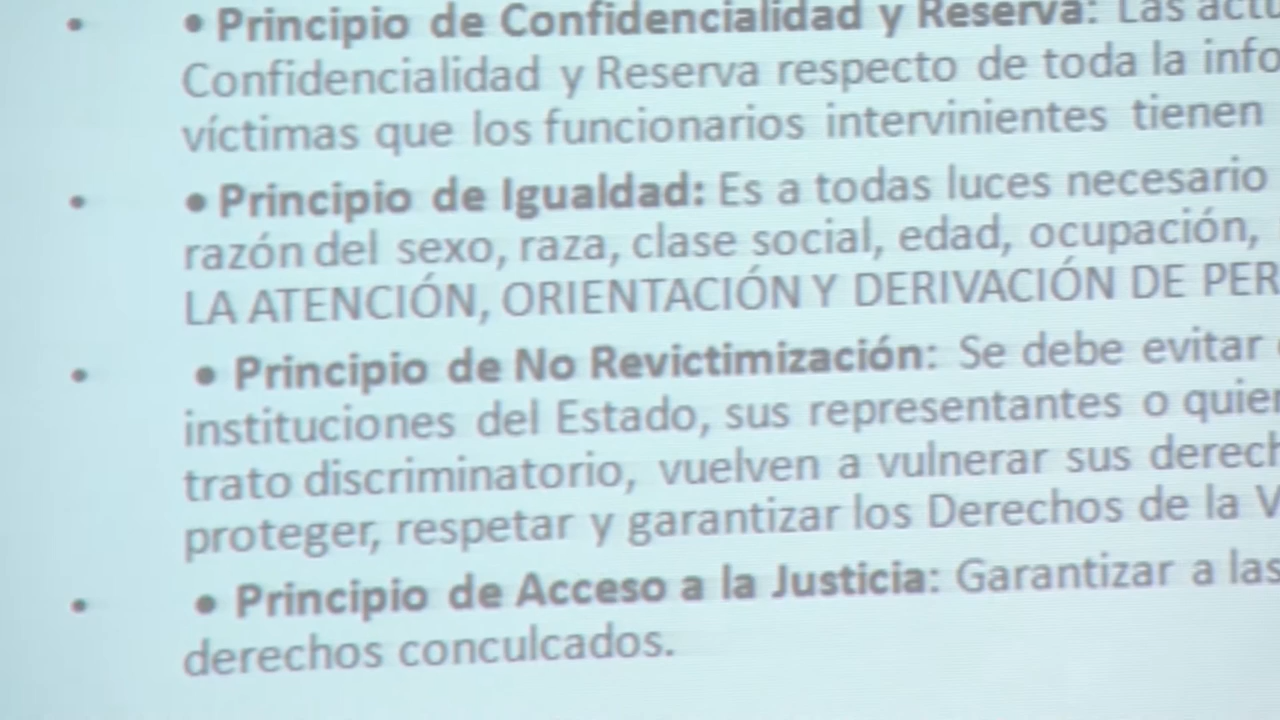 • • Principio de Confidencialidad y Reserva: Las
Confidencialidad y Reserva respecto de toda la
víctimas que los funcionarios intervinientes tienen
• • Principio de Igualdad: Es a todas luces necesario
razón del sexo, raza, clase social, edad, ocupación,
LA ATENCIÓN, ORIENTACIÓN Y DERIVACIÓN DE
• • Principio de No Revictimización: Se debe evitar
instituciones del Estado, sus representantes o
trato discriminatorio, vuelven a vulnerar sus
proteger, respetar y garantizar los Derechos de la
• • Principio de Acceso a la Justicia: Garantizar a las
derechos conculcados.